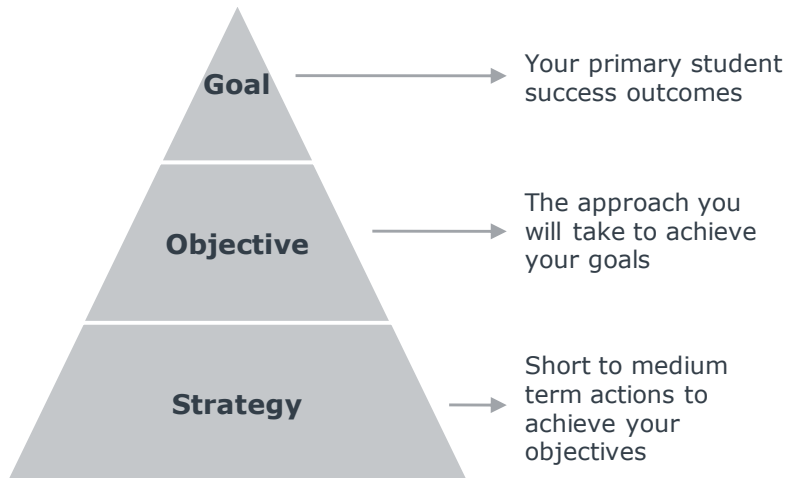 Goal
Your primary student
success outcomes
Objective
The approach you
will take to achieve
your goals
Strategy
Short to medium
term actions to
achieve your
objectives